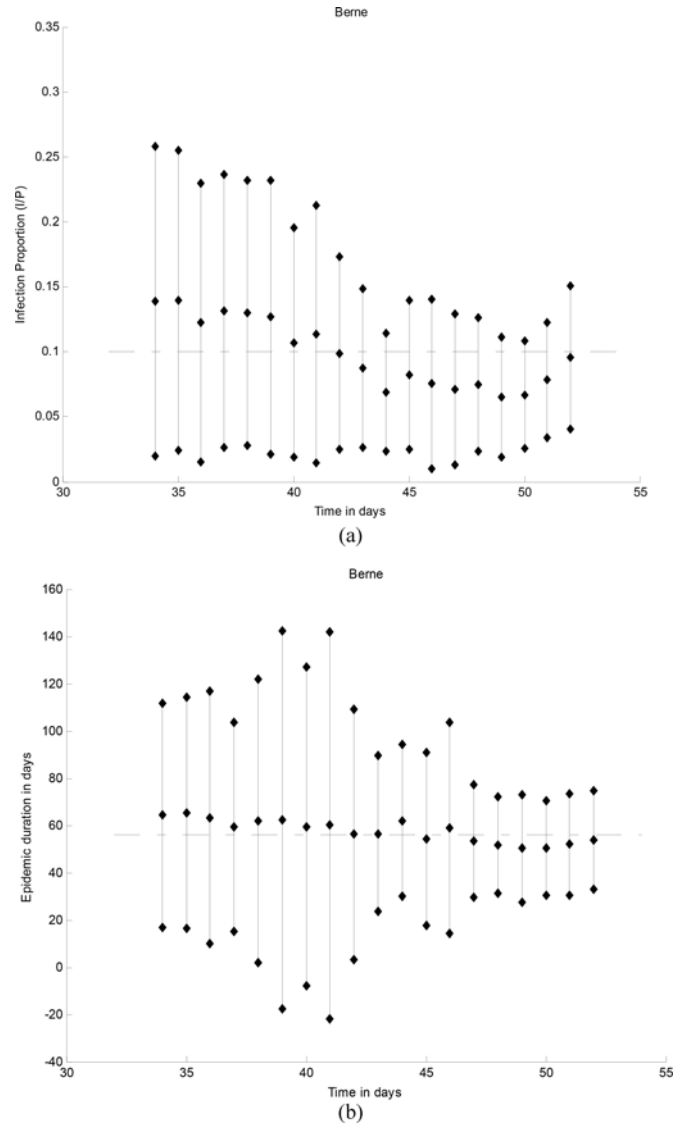 Berne
0.35
0.3
0.25
0.2
0.15
0.1
0.05
0
Infection Proportion (I/P)
30 35 40 45 50 55
Time in days
(a)
Berne
160
140
120
100
80
60
40
20
0
-20
-40
Epidemic duration in days
30 35 40 45 50 55
Time in days
(b)